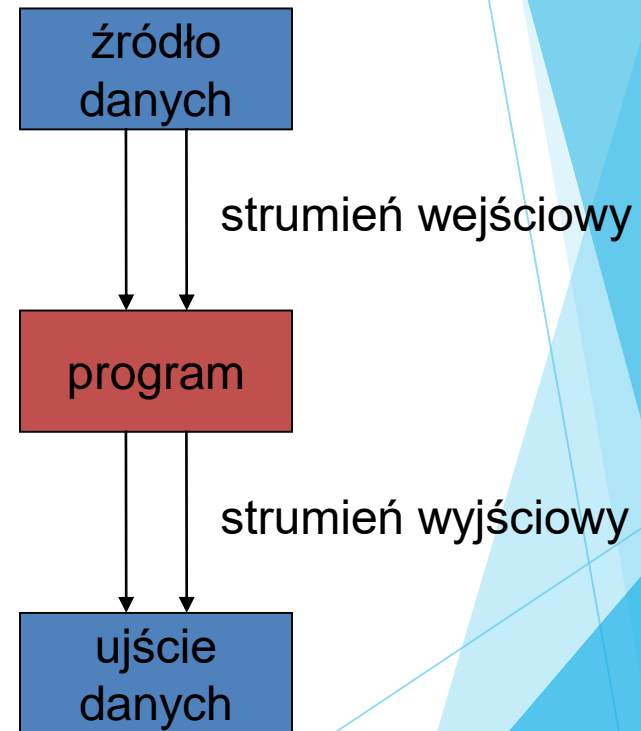 źródło
danych
strumień wejściowy
program
strumień wyjściowy
ujście
danych